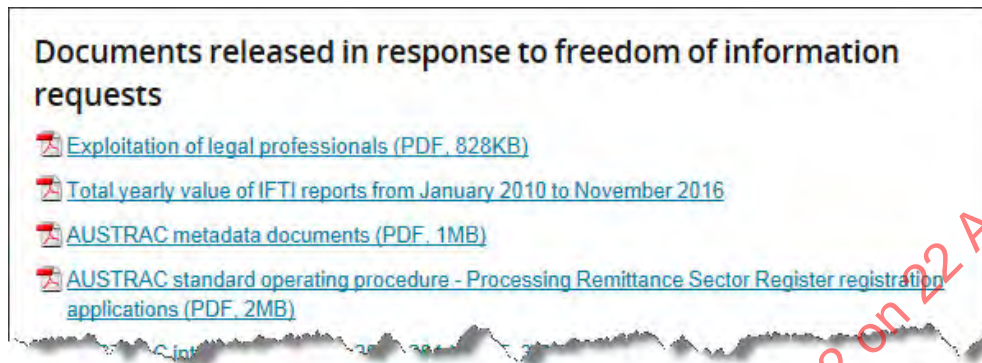 Documents released in response to freedom of information
requests
Exploitation of legal professionals (PDF, 828KB)
Total yearly value of IFTI reports from January 2010 to November 2016
AUSTRAC metadata documents (PDF, 1MB)
AUSTRAC standard operating procedure - Processing Remittance Sector Register registration
applications (PDF, 2MB)
on 22 A